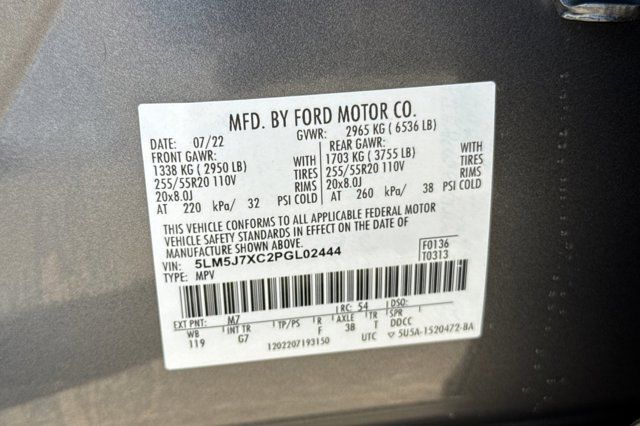 MFD. BY FORD MOTOR CO.
DATE: 07/22 GVWR: 2965 KG ( 6536 LB)
FRONT GAWR: REAR GAWR:
1338 KG ( 2950 LB) WITH 1703 KG ( 3755 LB) WITH
255/55R20 110V TIRES 255/55R20 110V TIRES
20x8.0J RIMS 20x8.0J RIMS
AT 220 kPa/ 32 PSI COLD AT 260 kPa/ 38 PSI COLD
THIS VEHICLE CONFORMS TO ALL APPLICABLE FEDERAL MOTOR
VEHICLE SAFETY STANDARDS IN EFFECT ON THE DATE OF
MANUFACTURE SHOWN ABOVE.
VIN: 5LM5J7XC2PGL02444 F0136
TYPE: MPV T0313
EXT PNT: M7 RC: 54 DSO:
WB INT TR TP/PS R AXLE TR SPR
119 G7 F 3B T DDCC
1202207193150 UTC ▽ 5U5A-1520472-BA